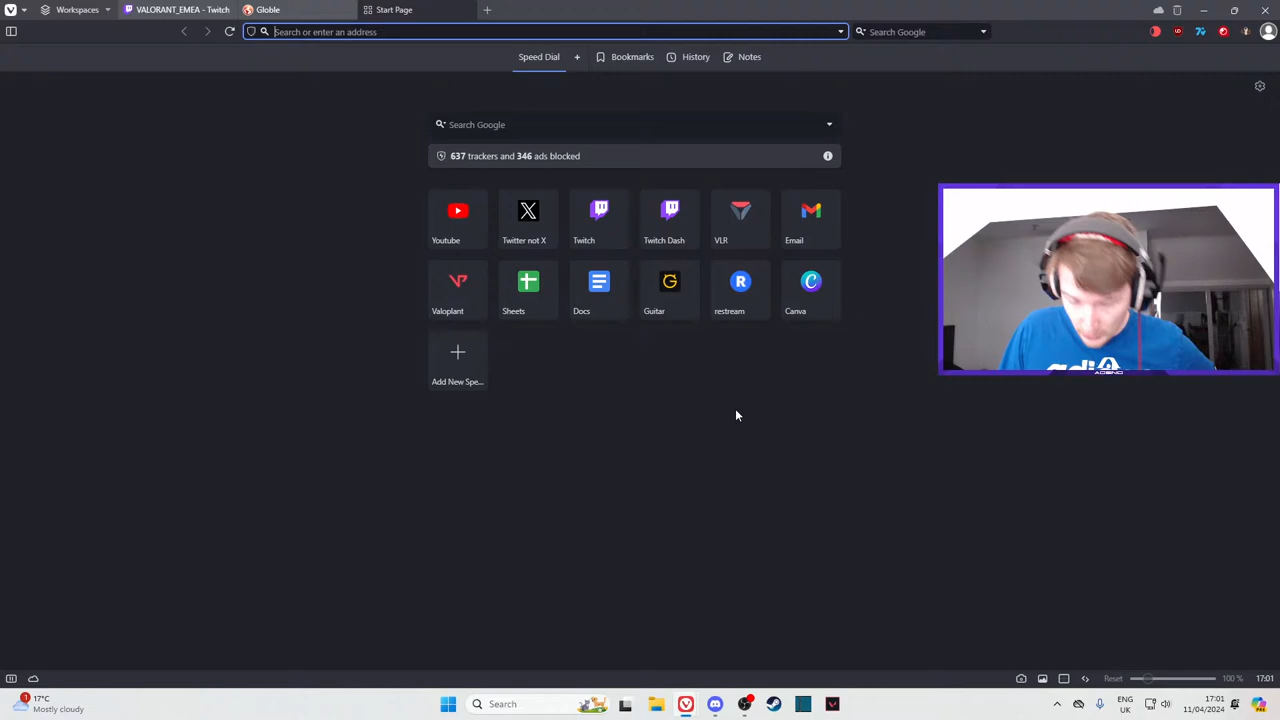 Workspaces
VALORANT_EMEA - Twitch
Globle
Start Page
Search or enter an address
Search Google
Speed Dial
Bookmarks
History
Notes
Search Google
637 trackers and 346 ads blocked
Youtube
Twitter not X
Twitch
Twitch Dash
VLR
Email
Valoplant
Sheets
Docs
Guitar
restream
Canva
Add New Spe...
Reset
100 %
17:01
1
17°C
Mostly cloudy
Search
ENG
UK
17:01
11/04/2024